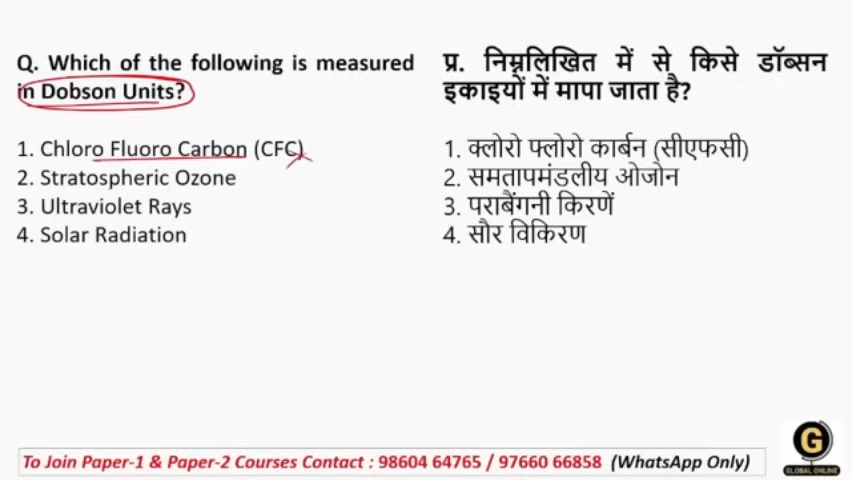 Q. Which of the following is measured
in Dobson Units?
1. Chloro Fluoro Carbon (CFC)
2. Stratospheric Ozone
3. Ultraviolet Rays
4. Solar Radiation
प्र. निम्नलिखित में से किसे डॉब्सन
इकाइयों में मापा जाता है?
1. क्लोरो फ्लोरो कार्बन (सीएफसी)
2. समतापमंडलीय ओजोन
3. पराबैंगनी किरणें
4. सौर विकिरण
G
GLOBAL ONLINE
To Join Paper-1 & Paper-2 Courses Contact : 98604 64765 / 97660 66858 (WhatsApp Only)